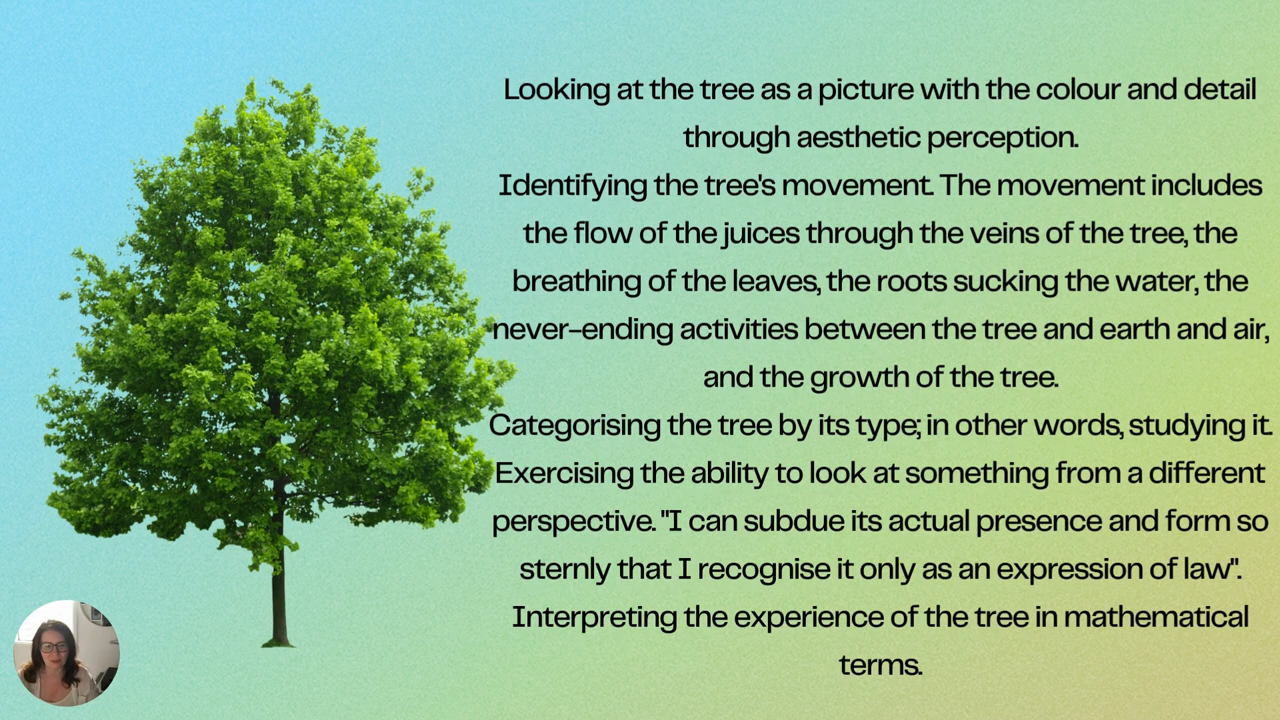 Looking at the tree as a picture with the colour and detail
through aesthetic perception.
Identifying the tree's movement. The movement includes
the flow of the juices through the veins of the tree, the
breathing of the leaves, the roots sucking the water, the
never-ending activities between the tree and earth and air,
and the growth of the tree.
Categorising the tree by its type; in other words, studying it.
Exercising the ability to look at something from a different
perspective. "I can subdue its actual presence and form so
sternly that I recognise it only as an expression of law".
Interpreting the experience of the tree in mathematical
terms.